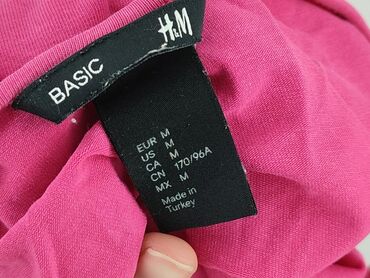 BASIC H&M
EUR M
US M
CA M
CN 170/96A
MX M
Made in
Turkey